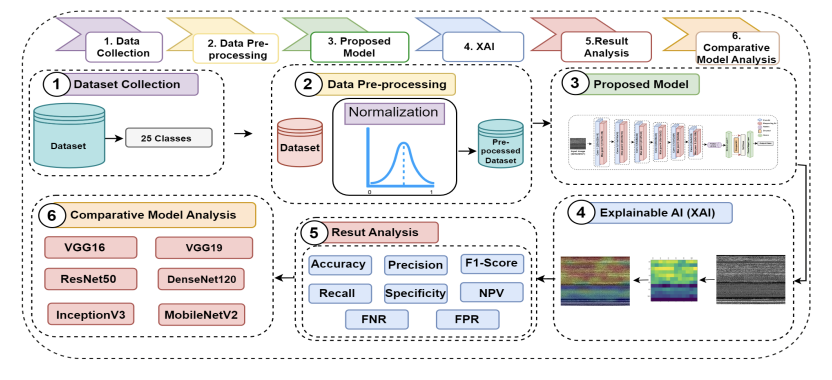 1. Data
Collection
2. Data Pre-
processing
3. Proposed
Model
4. XAI
5.Result
Analysis
6.
Comparative
Model Analysis
1 Dataset Collection
Dataset
25 Classes
2 Data Pre-processing
Dataset
Normalization
0 1
Pre-
processed
Dataset
3 Proposed Model
4 Explainable AI (XAI)
5 Resut Analysis
Accuracy Precision F1-Score
Recall Specificity NPV
FNR FPR
6 Comparative Model Analysis
VGG16 VGG19
ResNet50 DenseNet120
InceptionV3 MobileNetV2